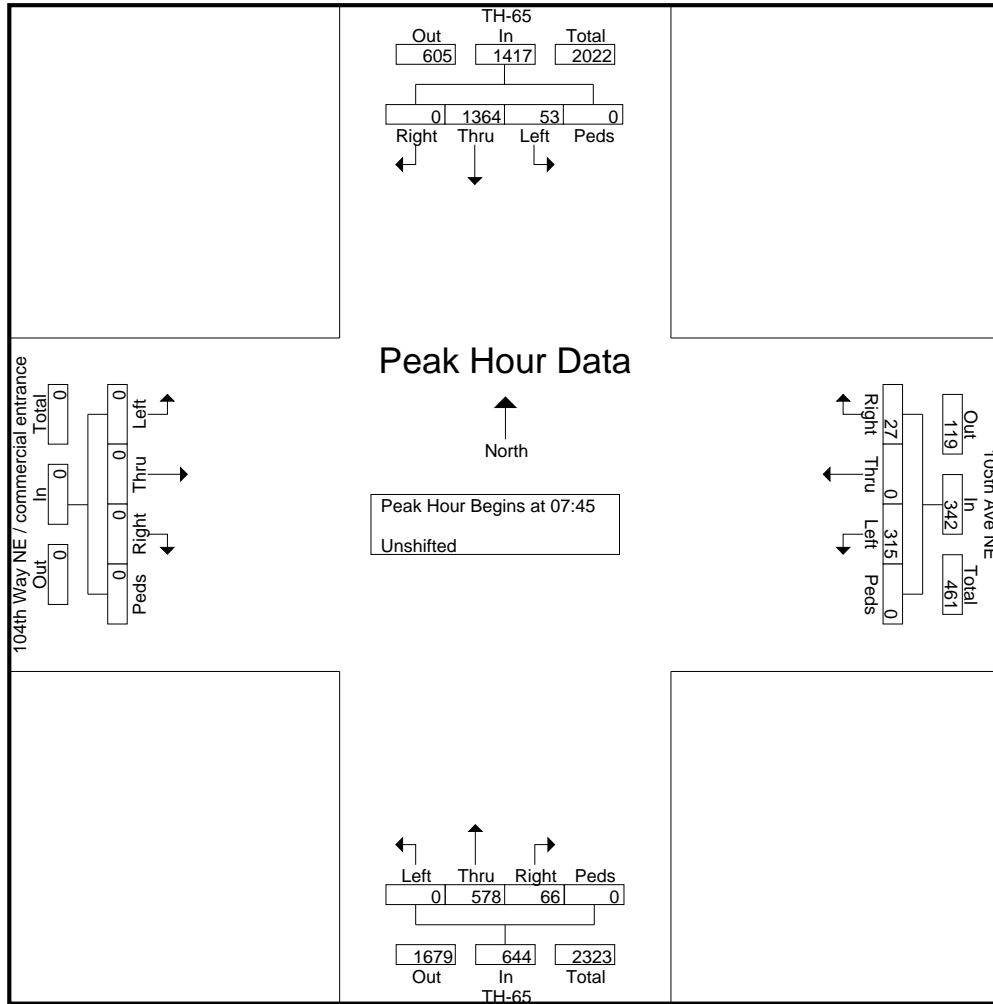 TH-65
Out In Total
605 1417 2022
0 1364 53 0
Right Thru Left Peds
Peak Hour Data
North
Peak Hour Begins at 07:45
Unshifted
104th Way NE / commercial entrance
Out In Total
0 0 0
0 0 0 0
Left Thru Right Peds
105th Ave NE
Out In Total
119 342 461
27 0 315 0
Right Thru Left Peds
Left Thru Right Peds
0 578 66 0
1679 644 2323
Out In Total
TH-65